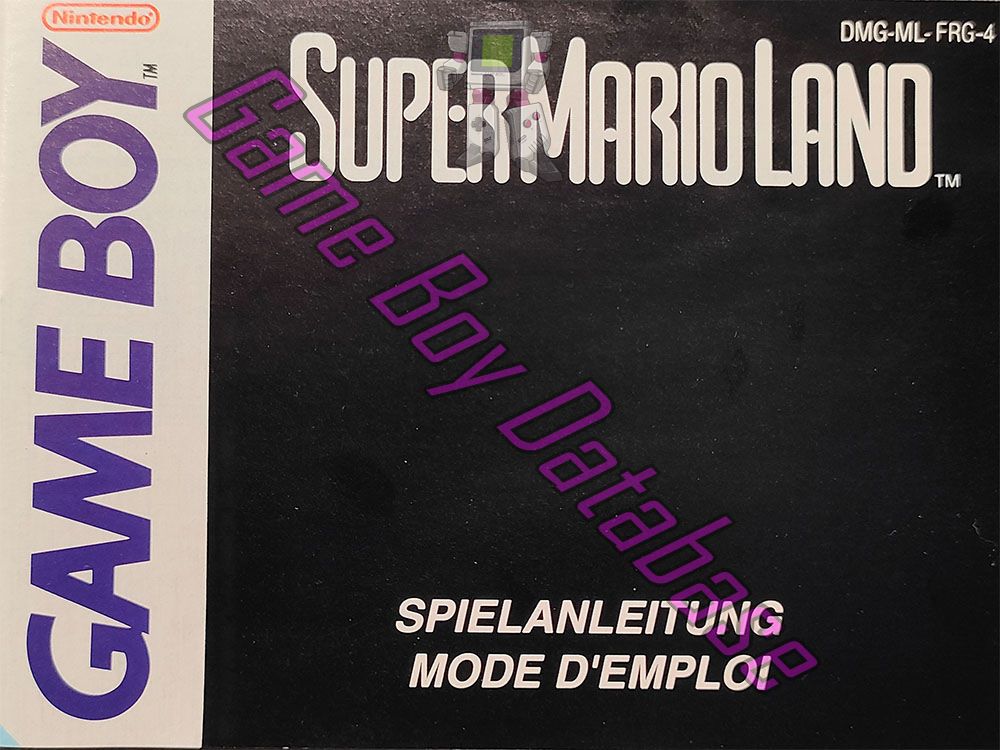 Nintendo®
GAME BOY™
DMG-ML-FRG-4
SUPER MARIO LAND™
Game Boy Database
SPIELANLEITUNG
MODE D'EMPLOI